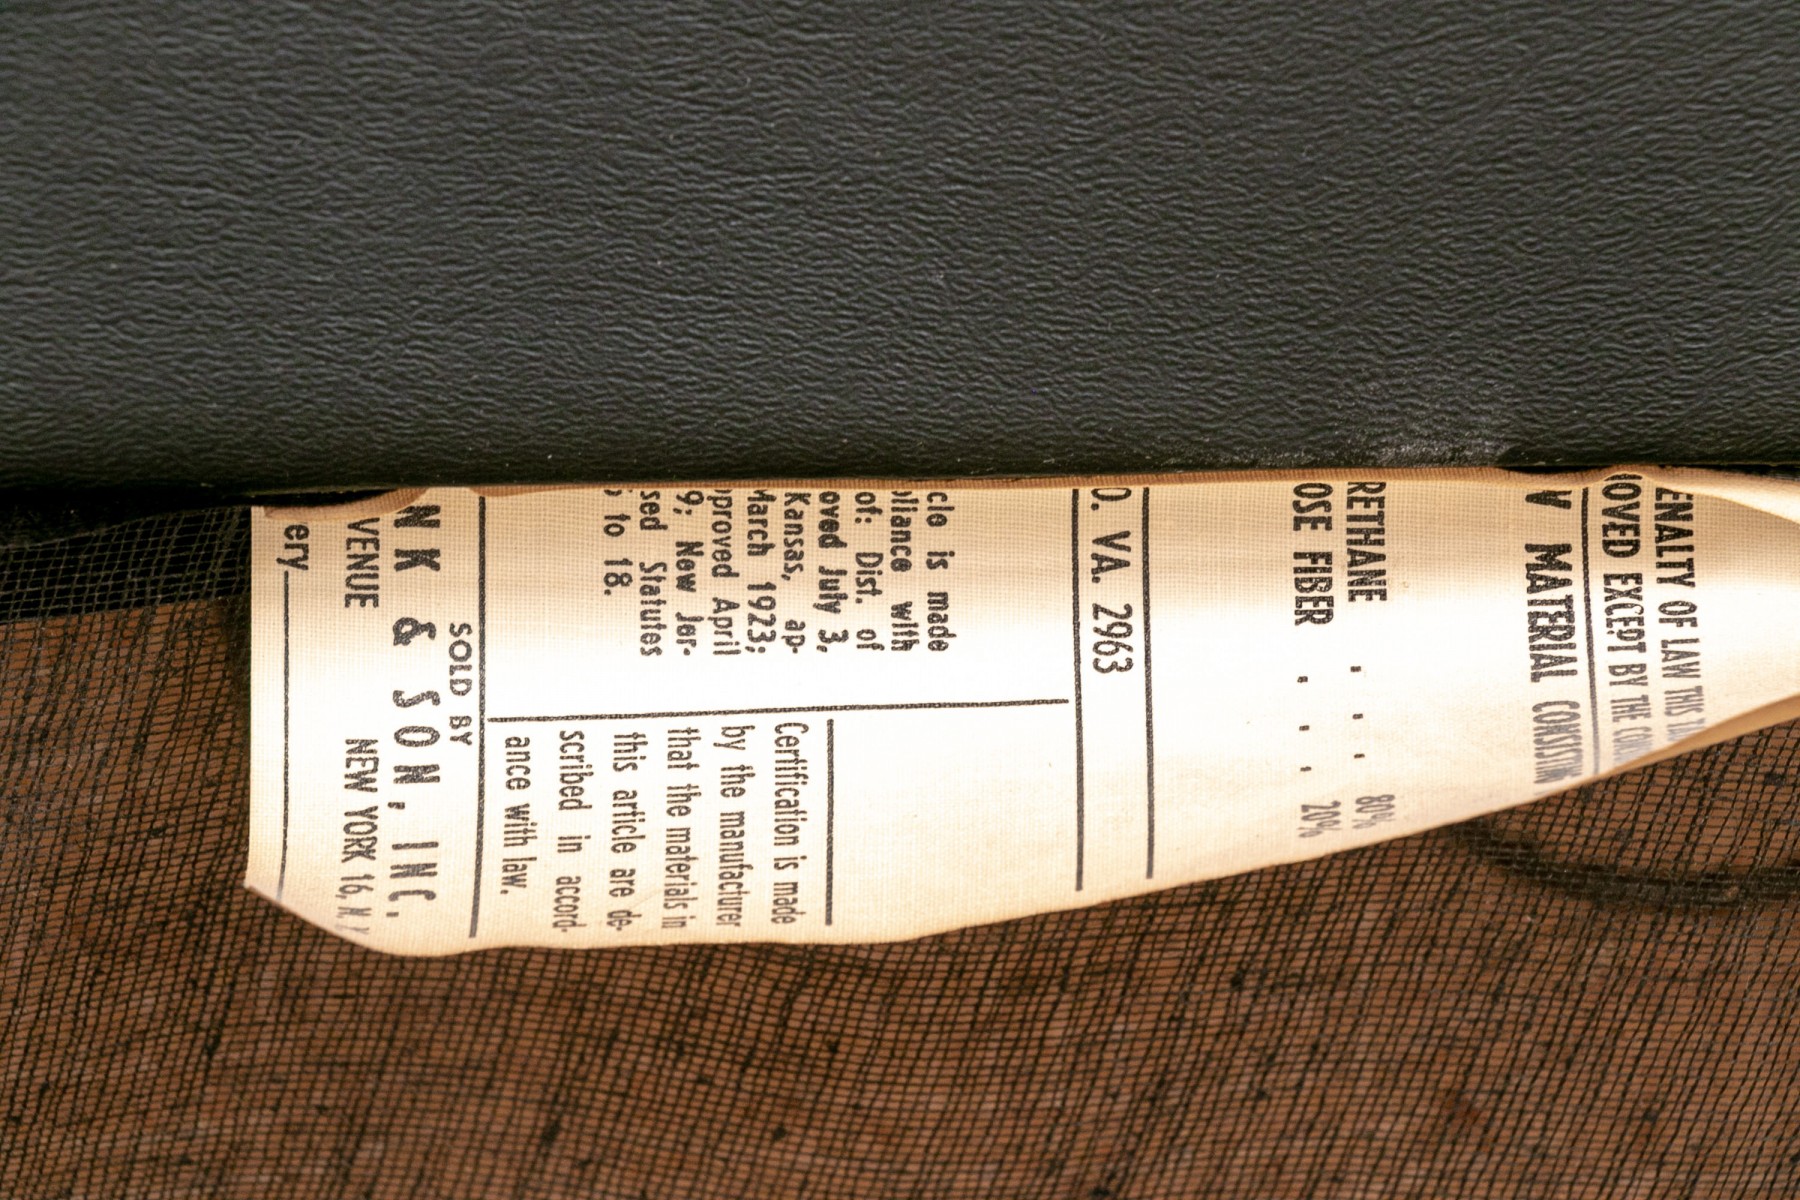 ENALTY OF LAW THIS
OVED EXCEPT BY THE
MATERIAL CONSISTING
RETHANE . . . . 80%
OSE FIBER . . . 20%
D. VA. 2963
cle is made
pliance with
of: Dist. of
oved July 3,
Kansas, ap-
March 1923;
pproved April
9; New Jer-
sed Statutes
to 18.
Certification is made
by the manufacturer
that the materials in
this article are de-
scribed in accord-
ance with law.
SOLD BY
NK & SON, INC.
VENUE NEW YORK 16, N.
ery